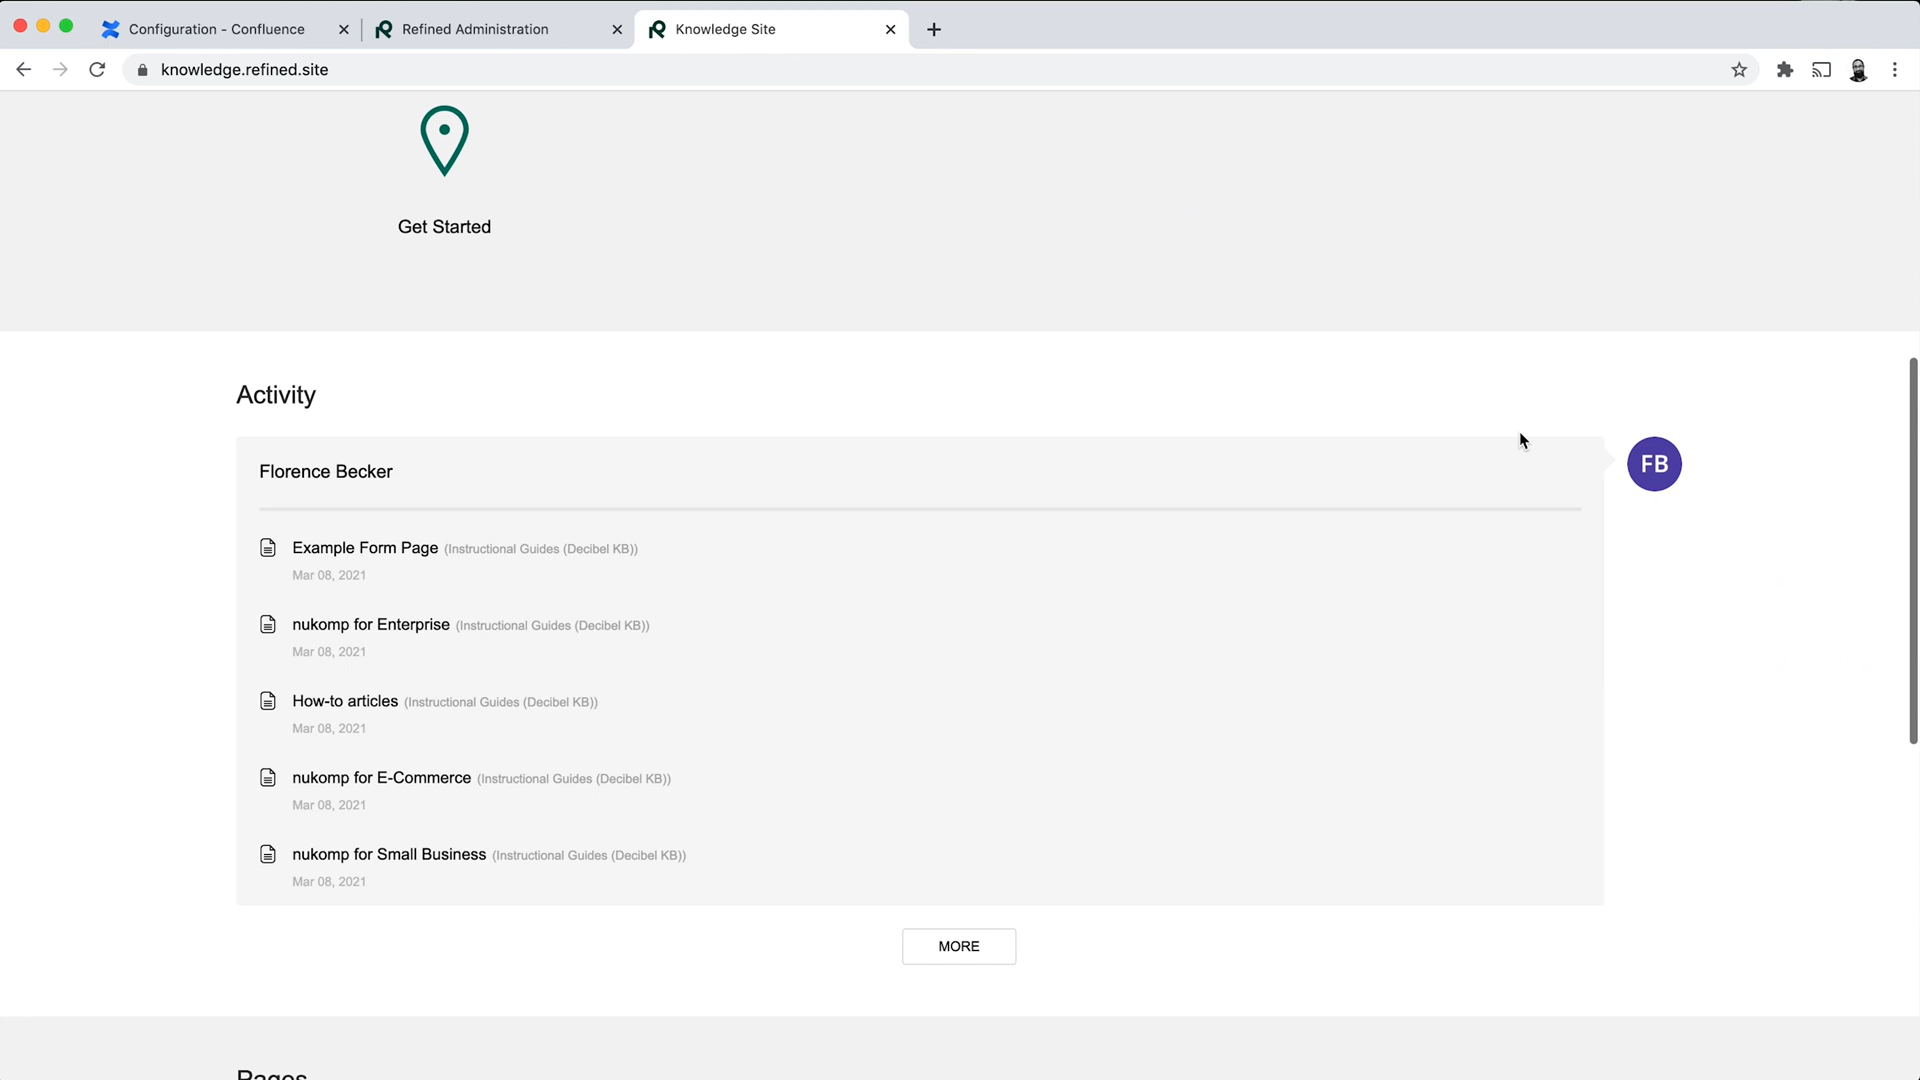 Configuration - Confluence
Refined Administration
Knowledge Site
knowledge.refined.site
Get Started
Activity
Florence Becker
FB
Example Form Page (Instructional Guides (Decibel KB))
Mar 08, 2021
nukomp for Enterprise (Instructional Guides (Decibel KB))
Mar 08, 2021
How-to articles (Instructional Guides (Decibel KB))
Mar 08, 2021
nukomp for E-Commerce (Instructional Guides (Decibel KB))
Mar 08, 2021
nukomp for Small Business (Instructional Guides (Decibel KB))
Mar 08, 2021
MORE
Pages